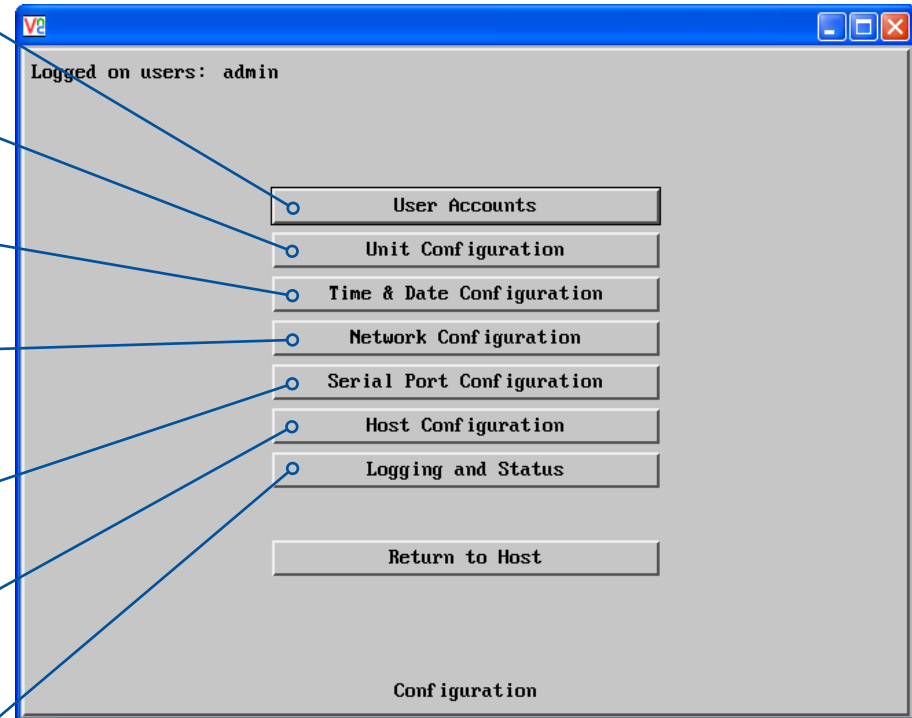 VNC
Logged on users: admin
User Accounts
Unit Configuration
Time & Date Configuration
Network Configuration
Serial Port Configuration
Host Configuration
Logging and Status
Return to Host
Configuration